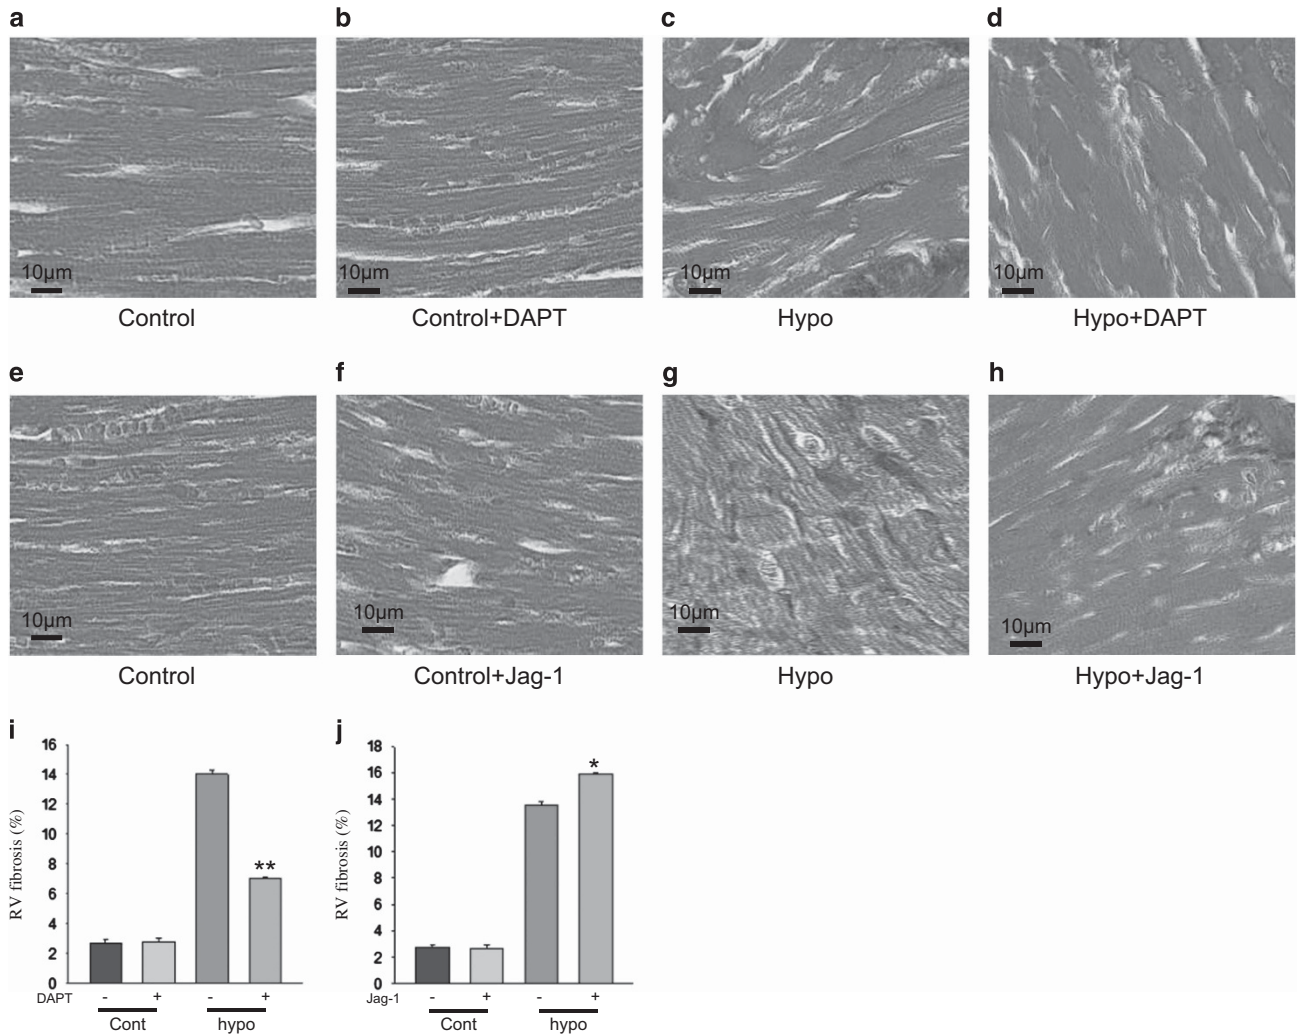 a b c d
10μm 10μm 10μm 10μm
Control Control+DAPT Hypo Hypo+DAPT
e f g h
10μm 10μm 10μm 10μm
Control Control+Jag-1 Hypo Hypo+Jag-1
i
RV fibrosis (%)
16
14
12
10
8
6
4
2
0
**
DAPT - + - +
Cont hypo
j
RV fibrosis (%)
18
16
14
12
10
8
6
4
2
0
*
Jag-1 - + - +
Cont hypo